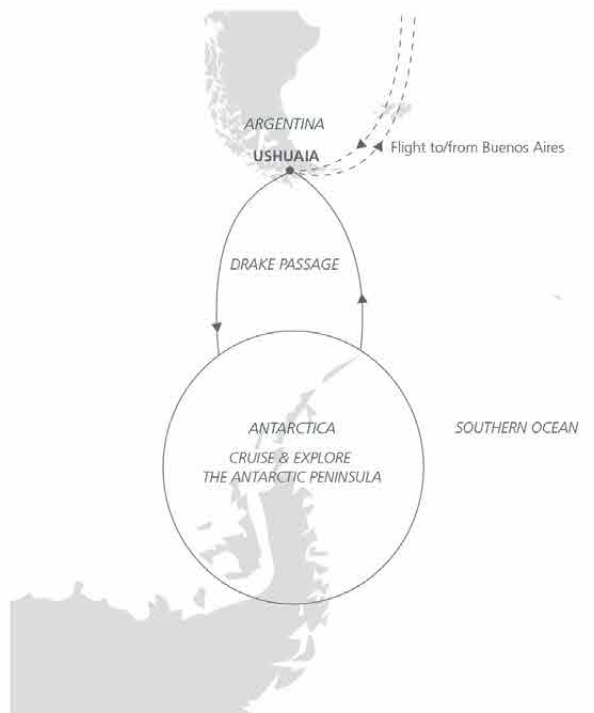 ARGENTINA
USHUAIA
Flight to/from Buenos Aires
DRAKE PASSAGE
ANTARCTICA
SOUTHERN OCEAN
CRUISE & EXPLORE
THE ANTARCTIC PENINSULA